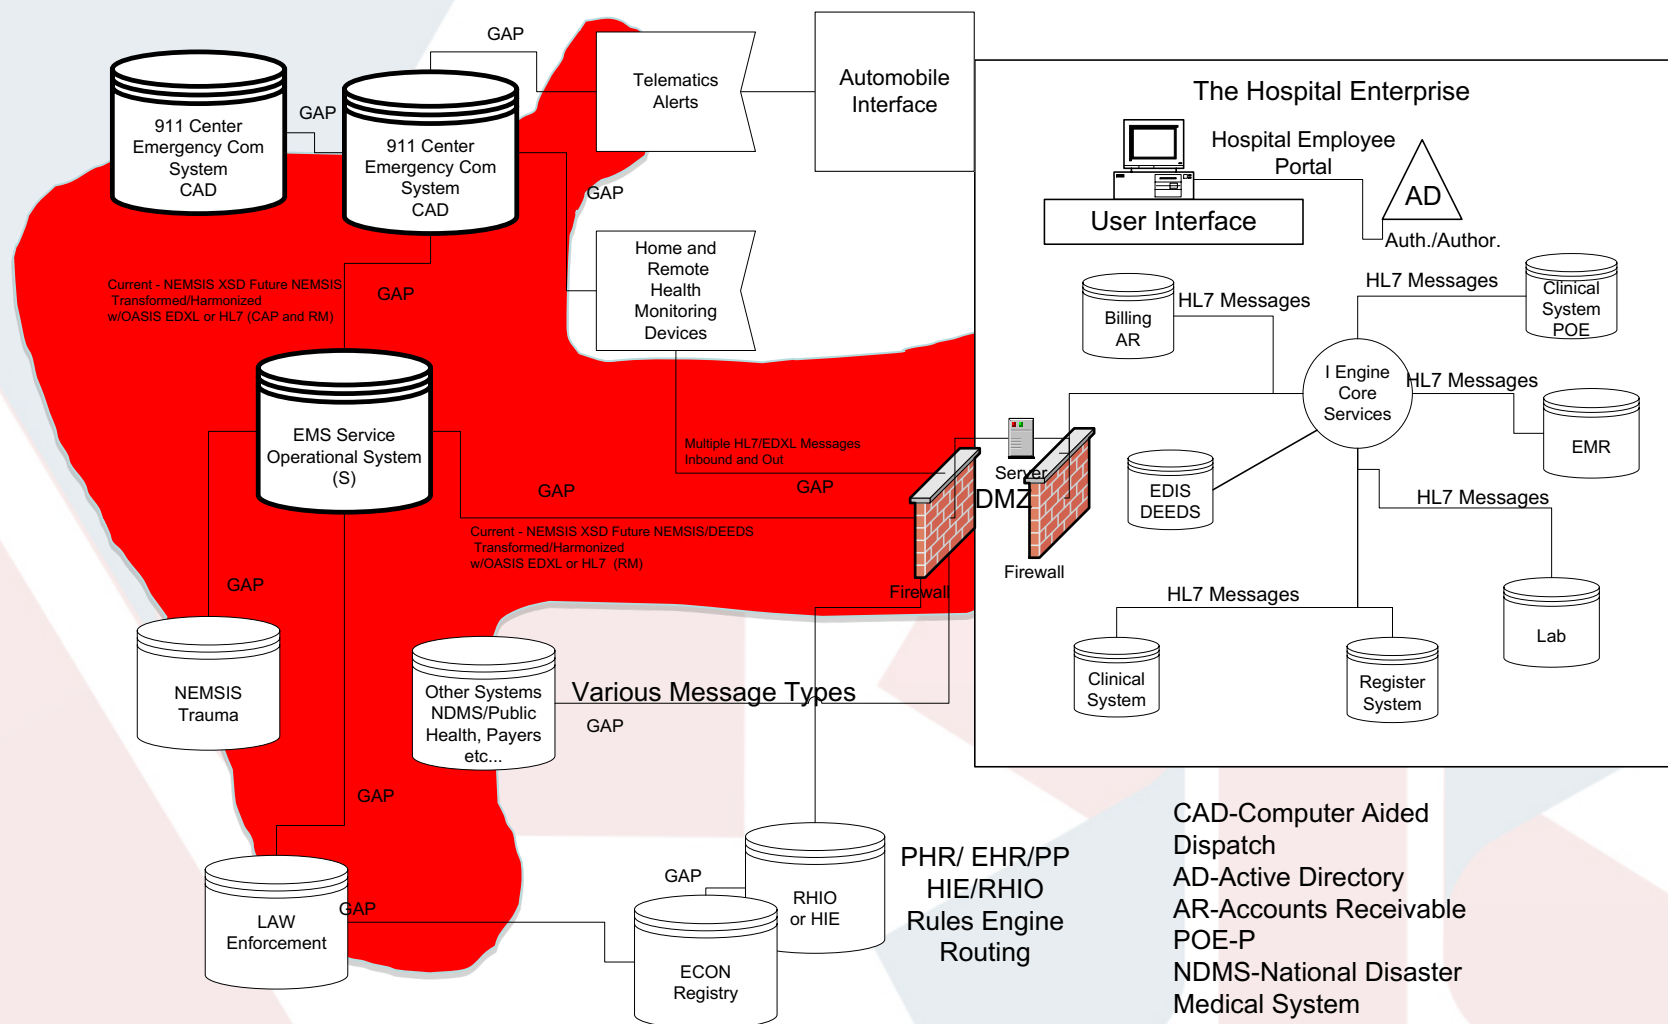 GAP
Telematics
Alerts
Automobile
Interface
The Hospital Enterprise
911 Center
Emergency Com
System
CAD
GAP
911 Center
Emergency Com
System
CAD
GAP
Hospital Employee
Portal
AD
Auth./Author.
User Interface
Home and
Remote
Health
Monitoring
Devices
Current - NEMSIS XSD Future NEMSIS
Transformed/Harmonized
w/OASIS EDXL or HL7 (CAP and RM)
GAP
HL7 Messages
Billing
AR
HL7 Messages
Clinical
System
POE
I Engine
Core
Services
HL7 Messages
EMR
EMS Service
Operational System
(S)
Multiple HL7/EDXL Messages
Inbound and Out
GAP
GAP
Server
DMZ
Firewall
Firewall
EDIS
DEEDS
HL7 Messages
Current - NEMSIS XSD Future NEMSIS/DEEDS
Transformed/Harmonized
w/OASIS EDXL or HL7 (RM)
GAP
HL7 Messages
Lab
NEMSIS
Trauma
Other Systems
NDMS/Public
Health, Payers
etc...
Various Message Types
GAP
Clinical
System
Register
System
GAP
LAW
Enforcement
GAP
GAP
RHIO
or HIE
ECON
Registry
PHR/ EHR/PP
HIE/RHIO
Rules Engine
Routing
CAD-Computer Aided
Dispatch
AD-Active Directory
AR-Accounts Receivable
POE-P
NDMS-National Disaster
Medical System